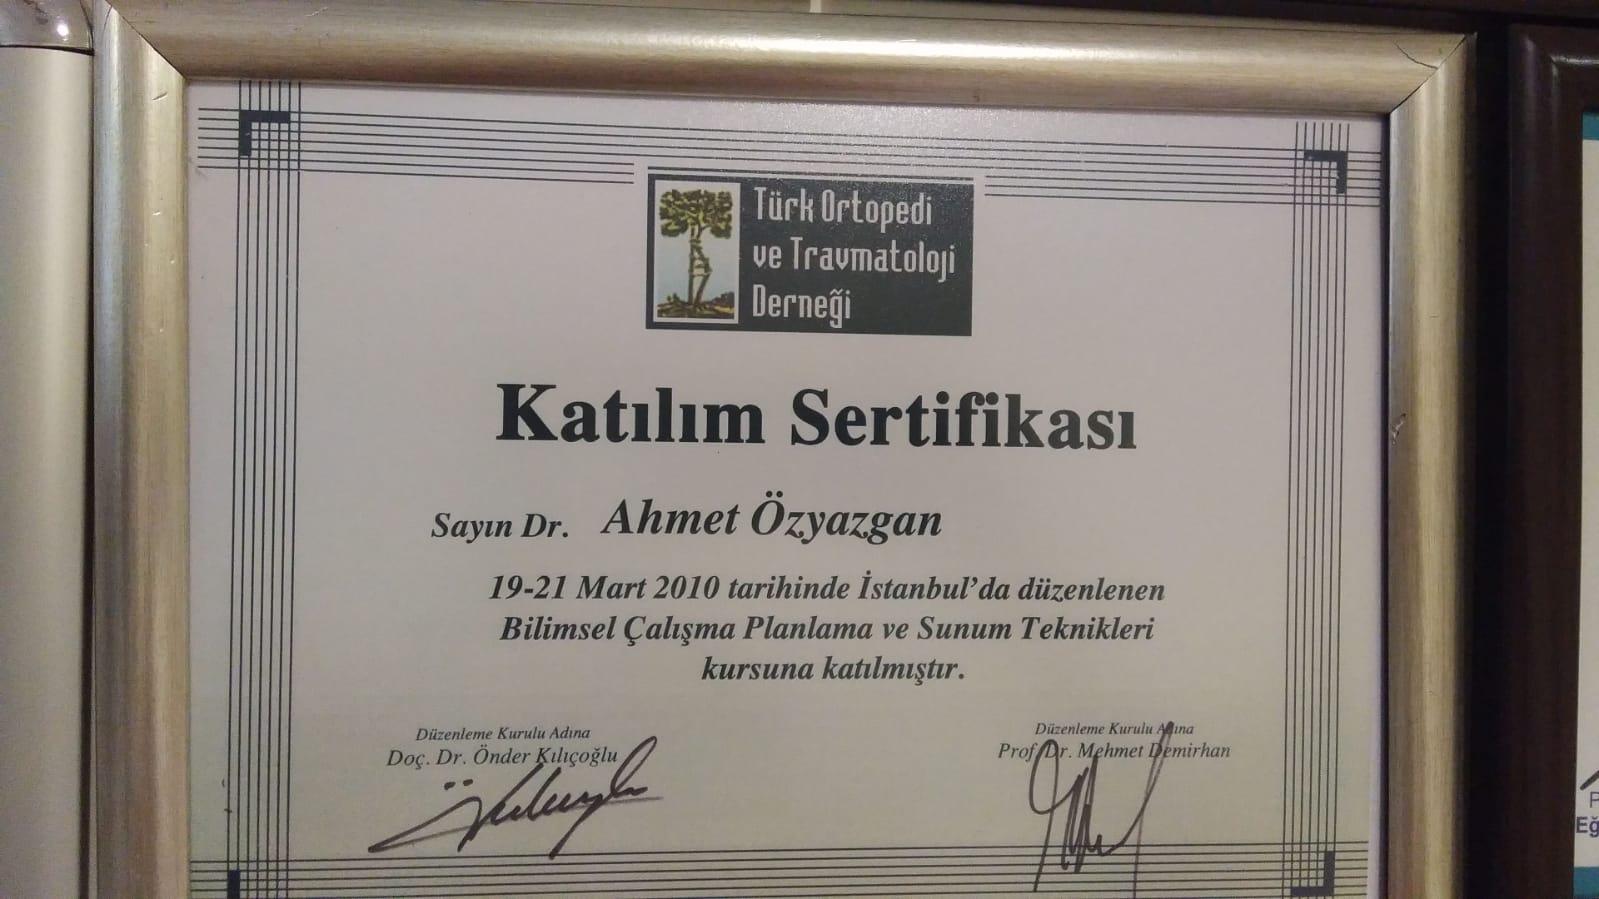 Türk Ortopedi
ve Travmatoloji
Derneği
Katılım Sertifikası
Sayın Dr. Ahmet Özyazgan
19-21 Mart 2010 tarihinde İstanbul'da düzenlenen
Bilimsel Çalışma Planlama ve Sunum Teknikleri
kursuna katılmıştır.
Düzenleme Kurulu Adına
Doç. Dr. Önder Kılıçoğlu
Düzenleme Kurulu Adına
Prof. Dr. Mehmet Demirhan